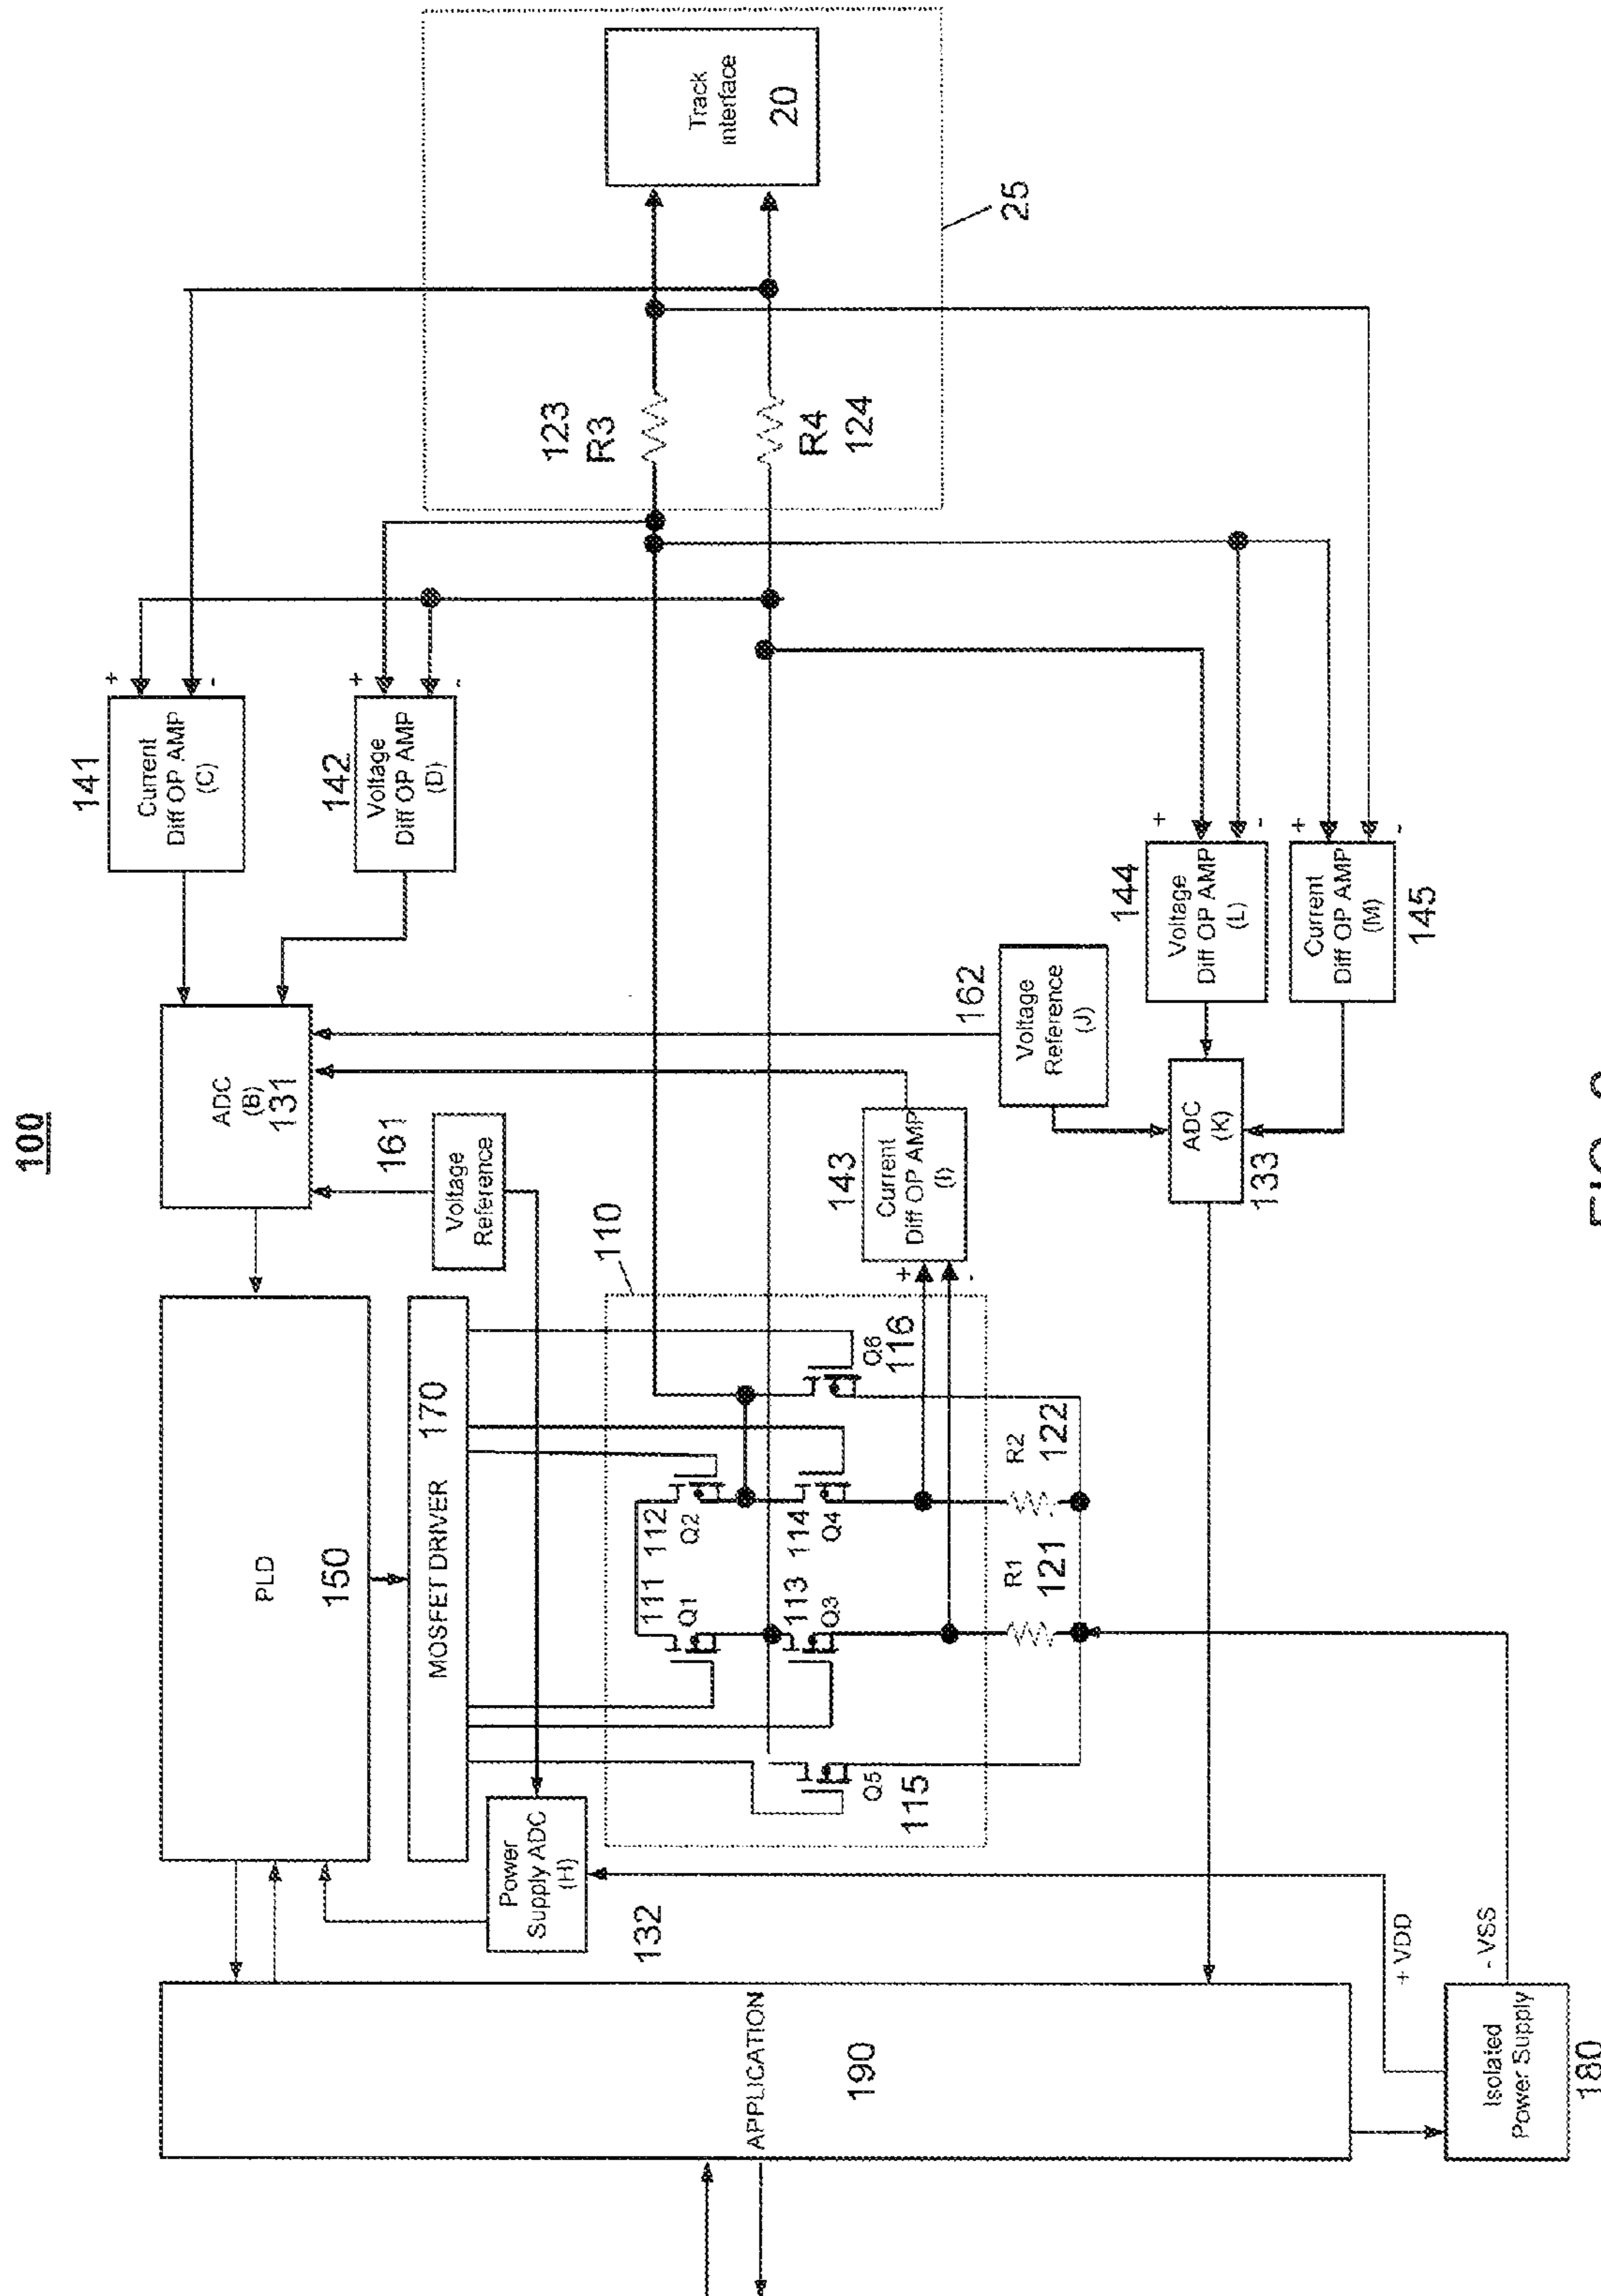 100
Track
Interface
20
25
123
R3
R4
124
141
Current
Diff OP AMP
(C)
+
-
142
Voltage
Diff OP AMP
(D)
+
-
144
Voltage
Diff OP AMP
(L)
+
-
Current
Diff OP AMP
(M)
145
+
-
ADC
(B)
131
162
Voltage
Reference
(J)
161
Voltage
Reference
143
Current
Diff OP AMP
(I)
+
-
ADC
(K)
133
110
PLD
150
MOSFET DRIVER
170
Q6
116
112
Q2
114
Q4
R2
122
111
Q1
113
Q3
R1
121
Q5
115
Power
Supply ADC
(H)
132
APPLICATION
190
+ VDD
- VSS
Isolated
Power Supply
180